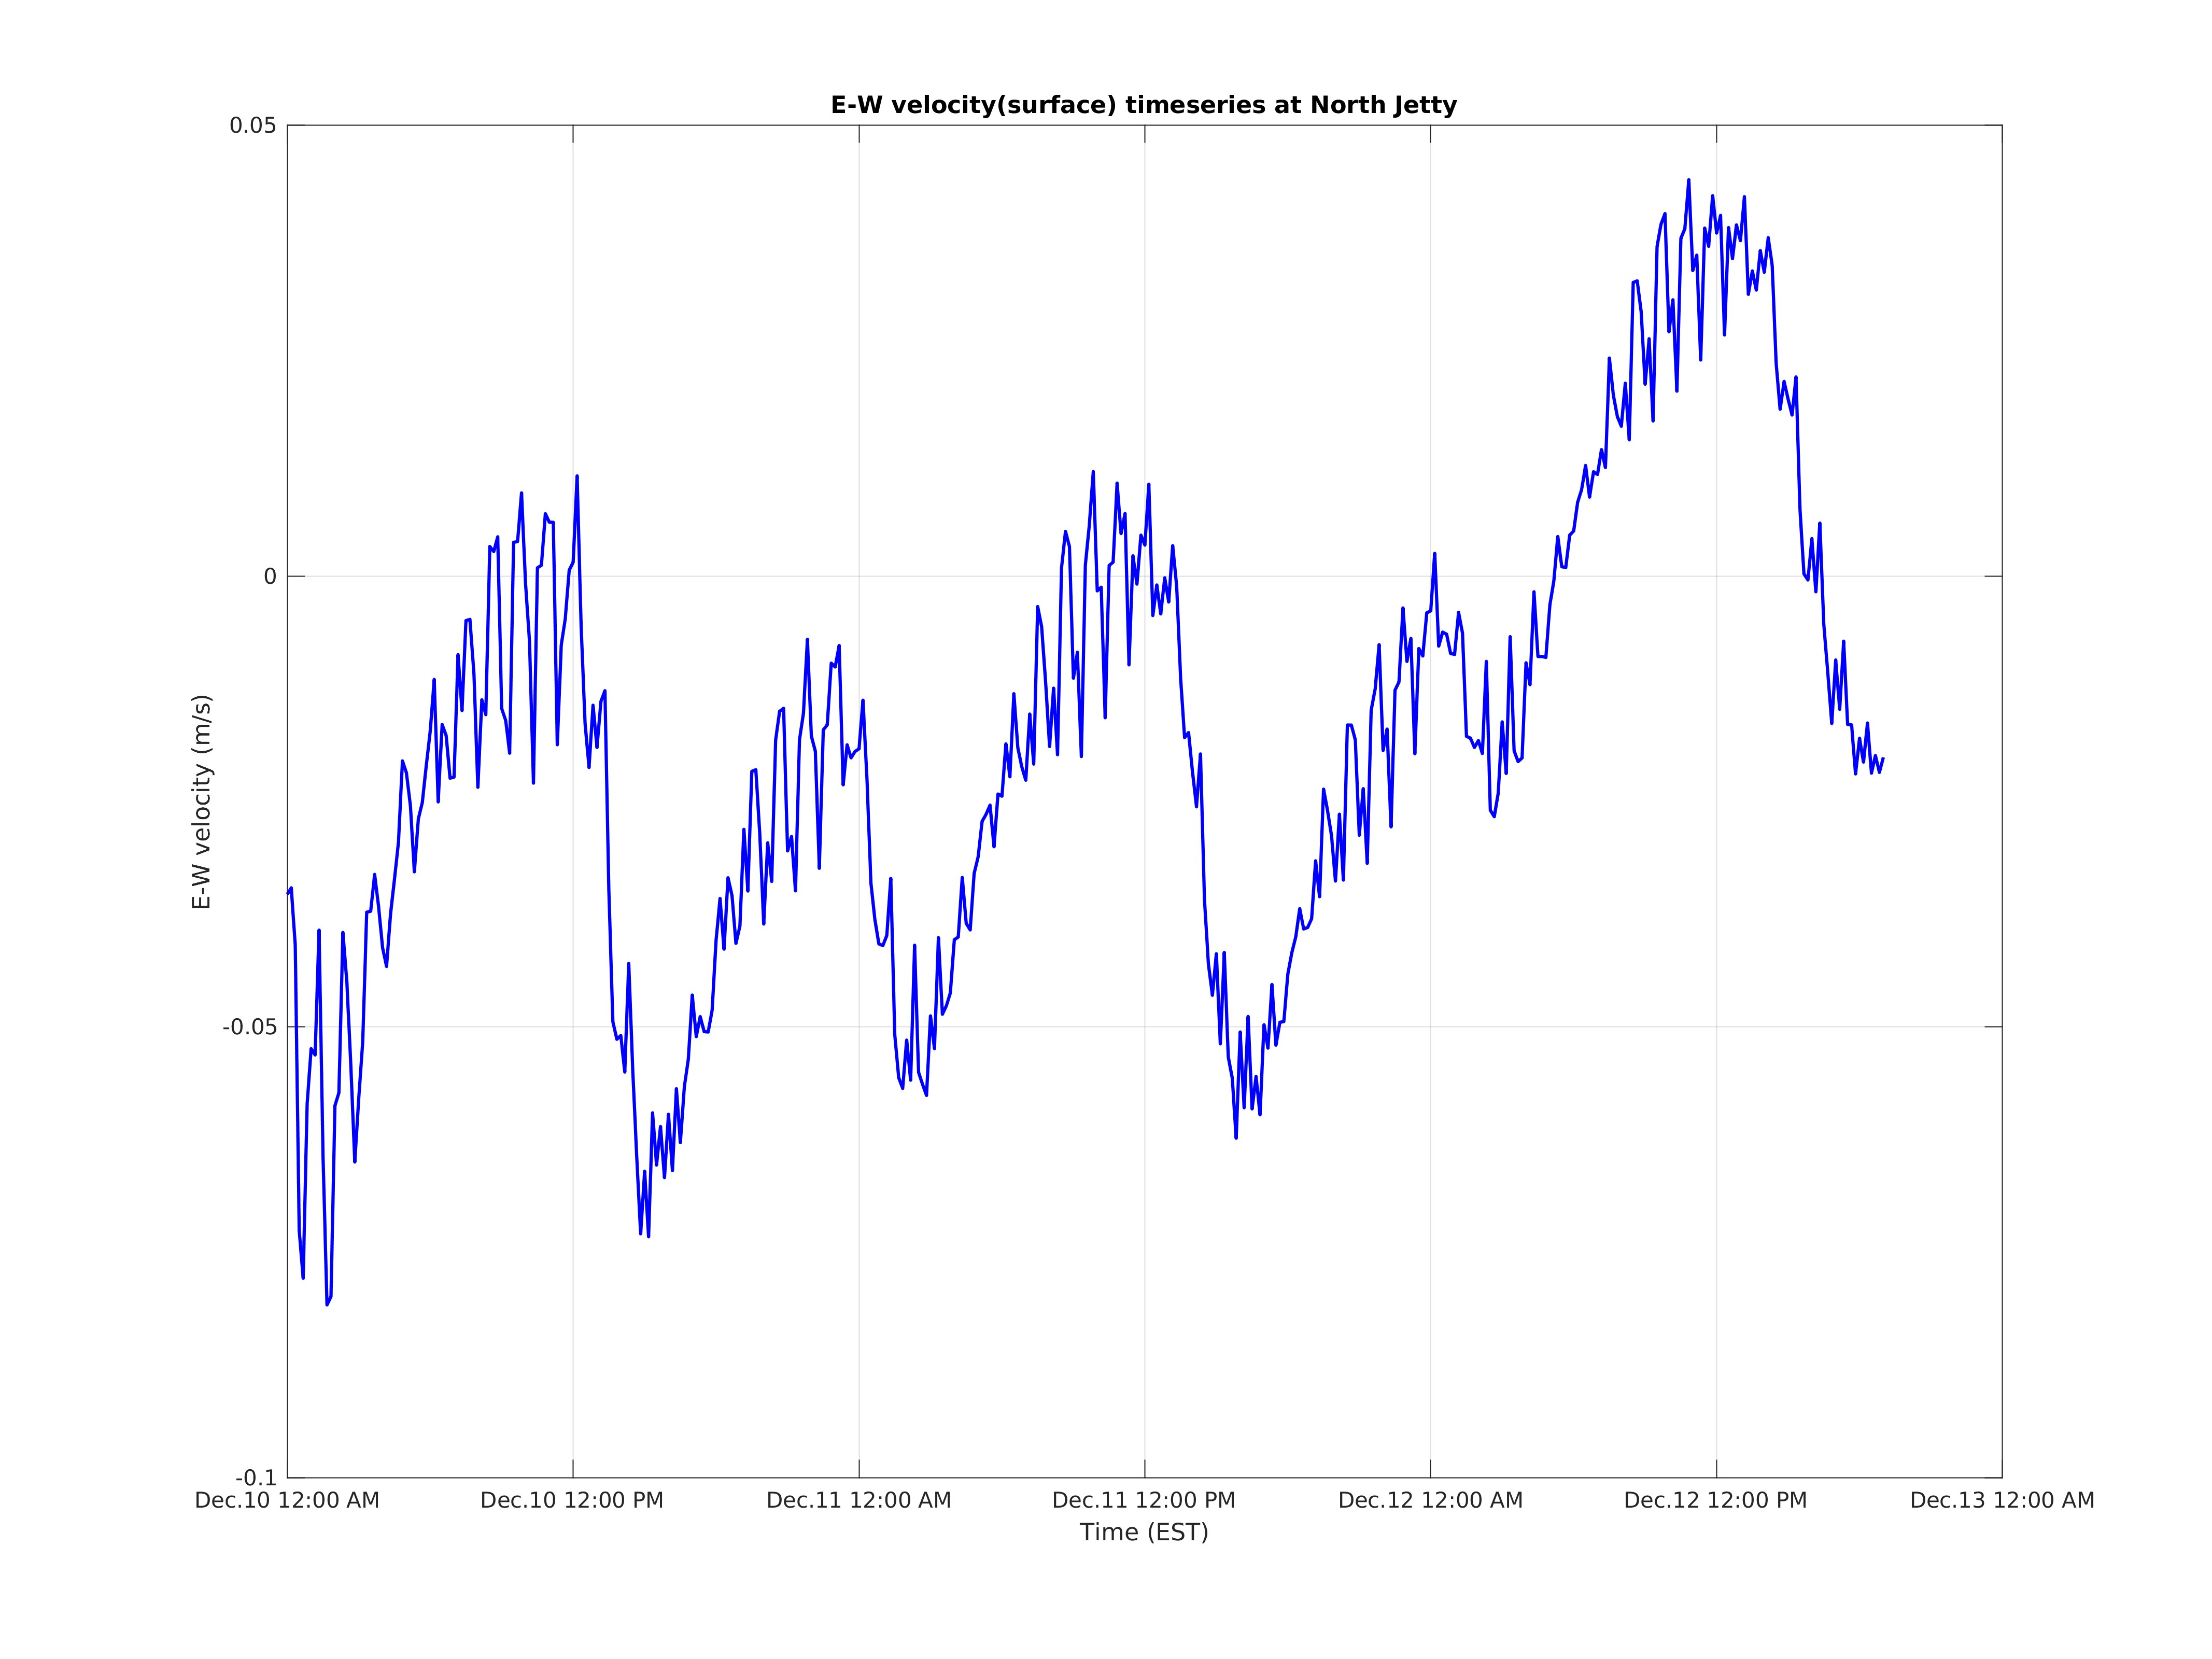 E-W velocity(surface) timeseries at North Jetty
0.05
0
-0.05
-0.1
E-W velocity (m/s)
Dec.10 12:00 AM
Dec.10 12:00 PM
Dec.11 12:00 AM
Dec.11 12:00 PM
Dec.12 12:00 AM
Dec.12 12:00 PM
Dec.13 12:00 AM
Time (EST)